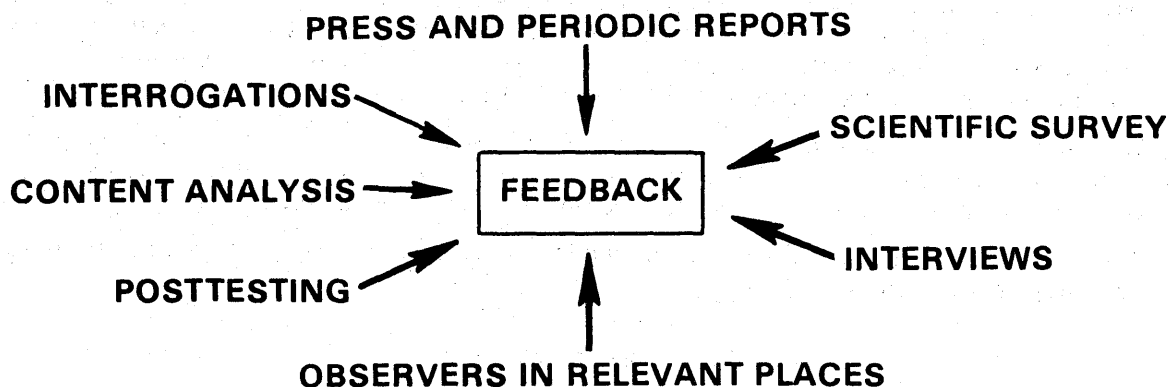 PRESS AND PERIODIC REPORTS
INTERROGATIONS
SCIENTIFIC SURVEY
CONTENT ANALYSIS
FEEDBACK
INTERVIEWS
POSTTESTING
OBSERVERS IN RELEVANT PLACES